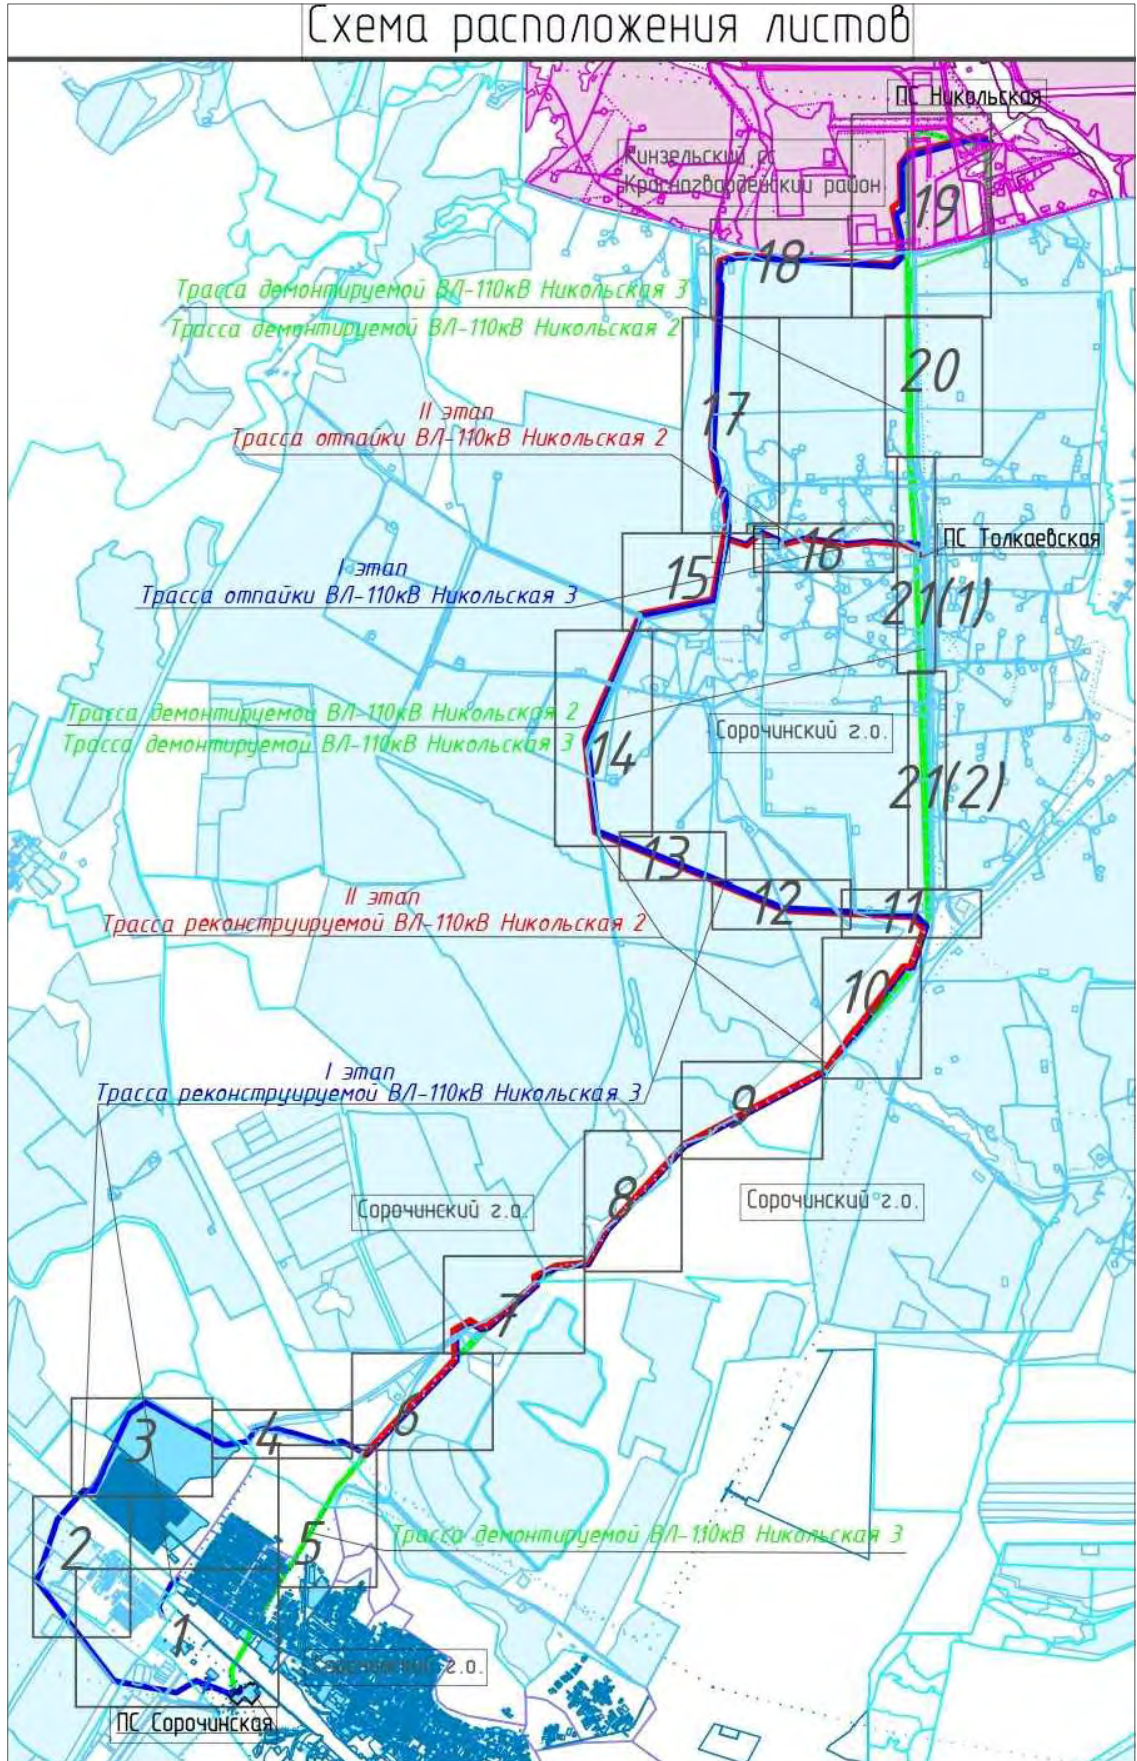 Схема расположения листов
ПС Никольская
Кинзельский сс
Красногвардейский район
19
18
Трасса демонтируемой ВЛ-110кВ Никольская 3
Трасса демонтируемой ВЛ-110кВ Никольская 2
20
17
II этап
Трасса отпайки ВЛ-110кВ Никольская 2
16
ПС Толкаевская
15
I этап
Трасса отпайки ВЛ-110кВ Никольская 3
21(1)
Трасса демонтируемой ВЛ-110кВ Никольская 2
Трасса демонтируемой ВЛ-110кВ Никольская 3
Сорочинский г.о.
14
21(2)
13
12
11
II этап
Трасса реконструируемой ВЛ-110кВ Никольская 2
10
I этап
Трасса реконструируемой ВЛ-110кВ Никольская 3
9
8
Сорочинский г.о.
Сорочинский г.о.
7
6
3
4
5
Трасса демонтируемой ВЛ-110кВ Никольская 3
2
1
Сорочинский г.о.
ПС Сорочинская